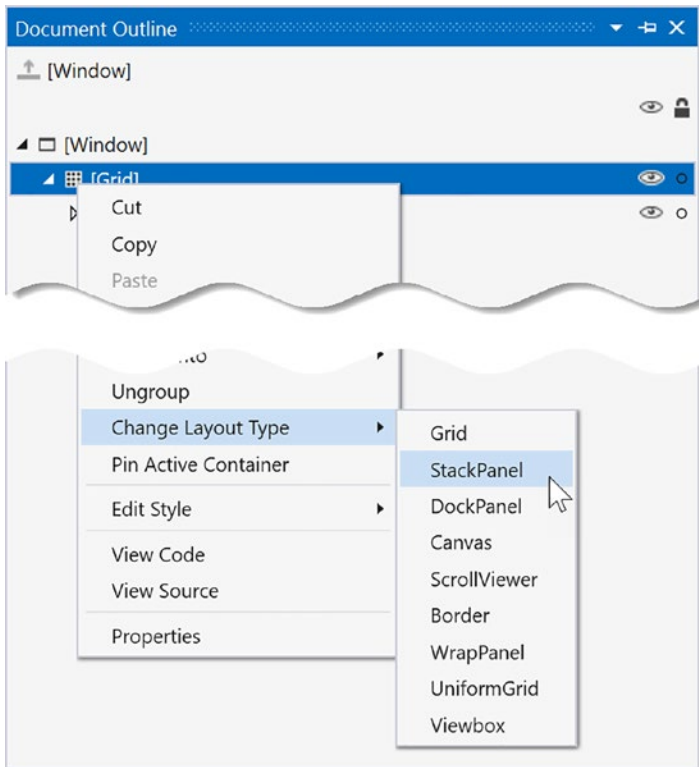 Document Outline
[Window]
[Window]
[Grid]
Cut
Copy
Paste
Ungroup
Change Layout Type
Pin Active Container
Edit Style
View Code
View Source
Properties
Grid
StackPanel
DockPanel
Canvas
ScrollViewer
Border
WrapPanel
UniformGrid
Viewbox